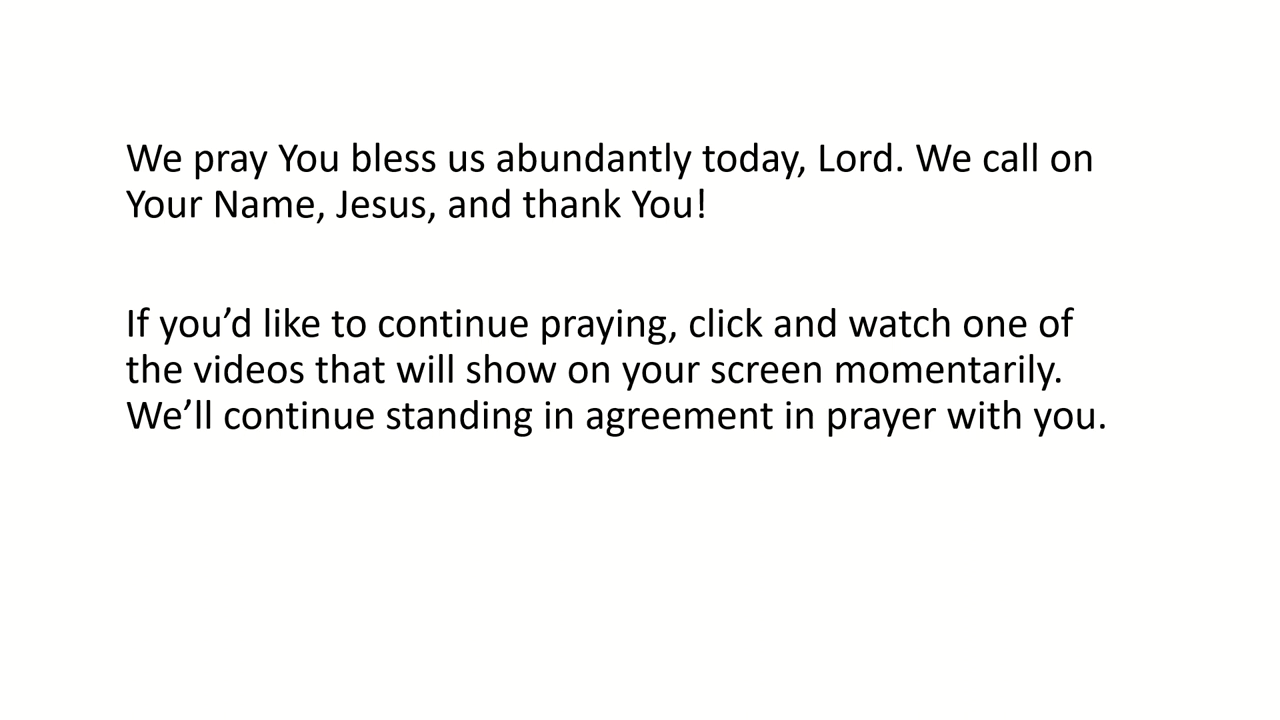 We pray You bless us abundantly today, Lord. We call on
Your Name, Jesus, and thank You!
If you’d like to continue praying, click and watch one of
the videos that will show on your screen momentarily.
We’ll continue standing in agreement in prayer with you.